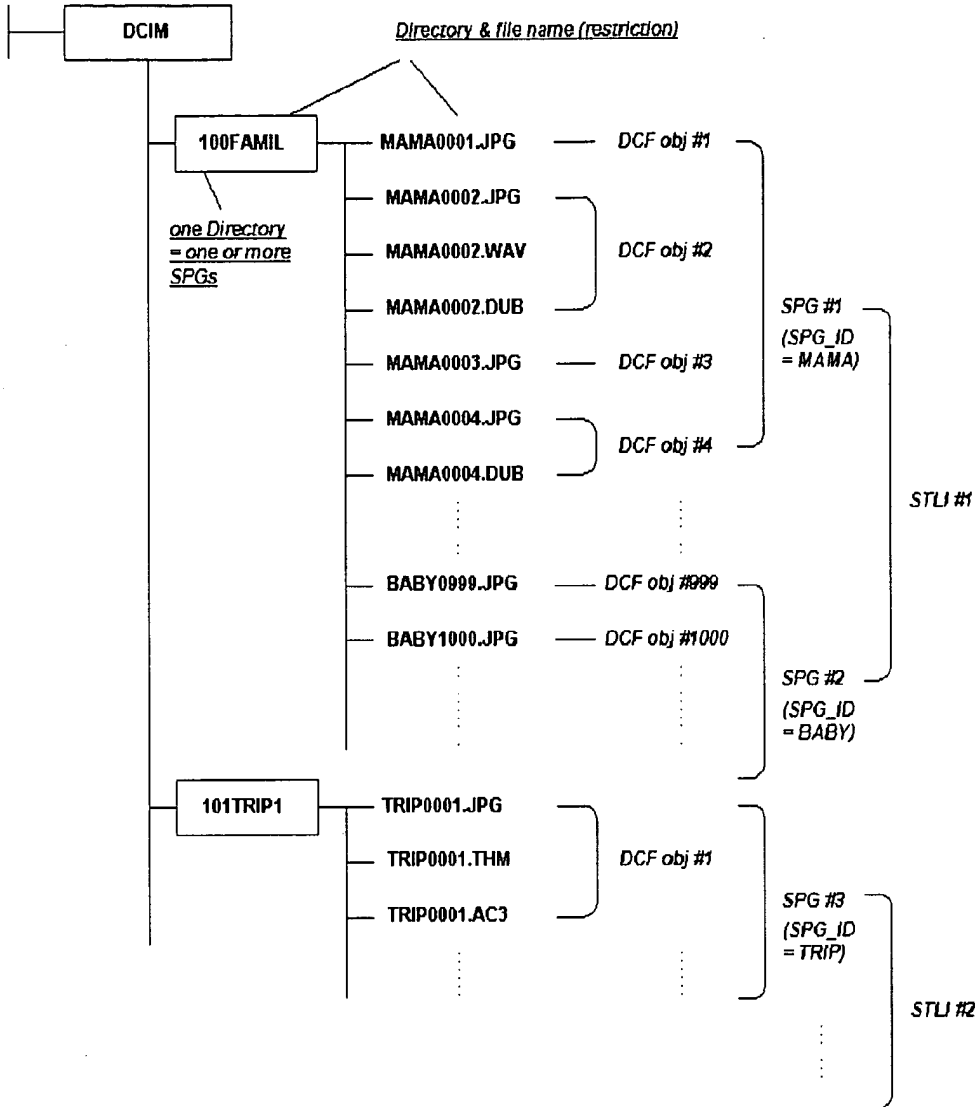 DCIM
Directory & file name (restriction)
100FAMIL
one Directory
= one or more
SPGs
MAMA0001.JPG
DCF obj #1
MAMA0002.JPG
MAMA0002.WAV
DCF obj #2
MAMA0002.DUB
MAMA0003.JPG
DCF obj #3
MAMA0004.JPG
DCF obj #4
MAMA0004.DUB
SPG #1
(SPG_ID
= MAMA)
STLI #1
BABY0999.JPG
DCF obj #999
BABY1000.JPG
DCF obj #1000
SPG #2
(SPG_ID
= BABY)
101TRIP1
TRIP0001.JPG
TRIP0001.THM
DCF obj #1
TRIP0001.AC3
SPG #3
(SPG_ID
= TRIP)
STLI #2